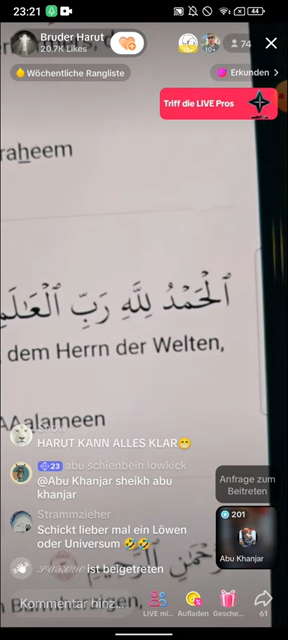 23:21
44
Bruder Harut
20.7K Likes
10+
74
Wöchentliche Rangliste
Erkunden >
Triff die LIVE Pros
raheem
ٱلْحَمْدُ لِلَّهِ رَبِّ
dem Herrn der Welten,
AAalameen
HARUT KANN ALLES KLAR😁
23 abu schienbein lowkick
@Abu Khanjar sheikh abu
khanjar
Anfrage zum
Beitreten
Strammzieher
Schickt lieber mal ein Löwen
oder Universum 🤣🤣
201
Abu Khanjar
ist beigetreten
Kommentar hinz...
LIVE mi...
Aufladen
Gesche...
61